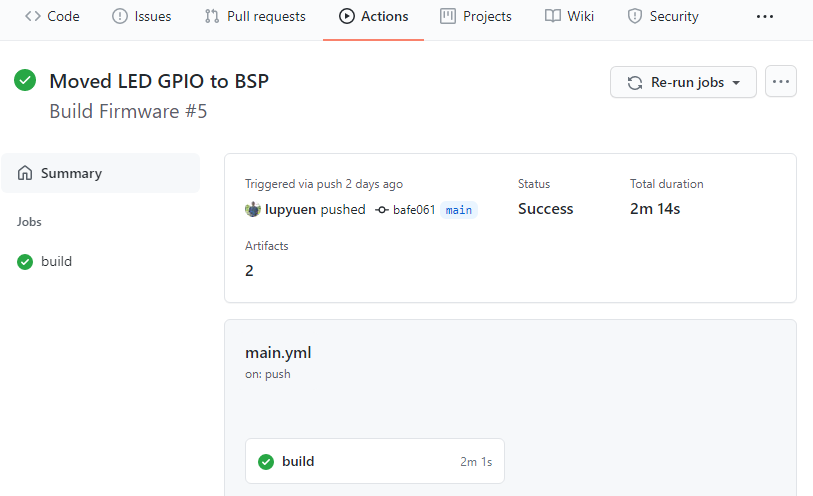 Code Issues Pull requests Actions Projects Wiki Security ...
Moved LED GPIO to BSP
Re-run jobs ...
Build Firmware #5
Summary
Jobs
build
Triggered via push 2 days ago
lupyuen pushed bafe061 main
Status
Success
Total duration
2m 14s
Artifacts
2
main.yml
on: push
build 2m 1s